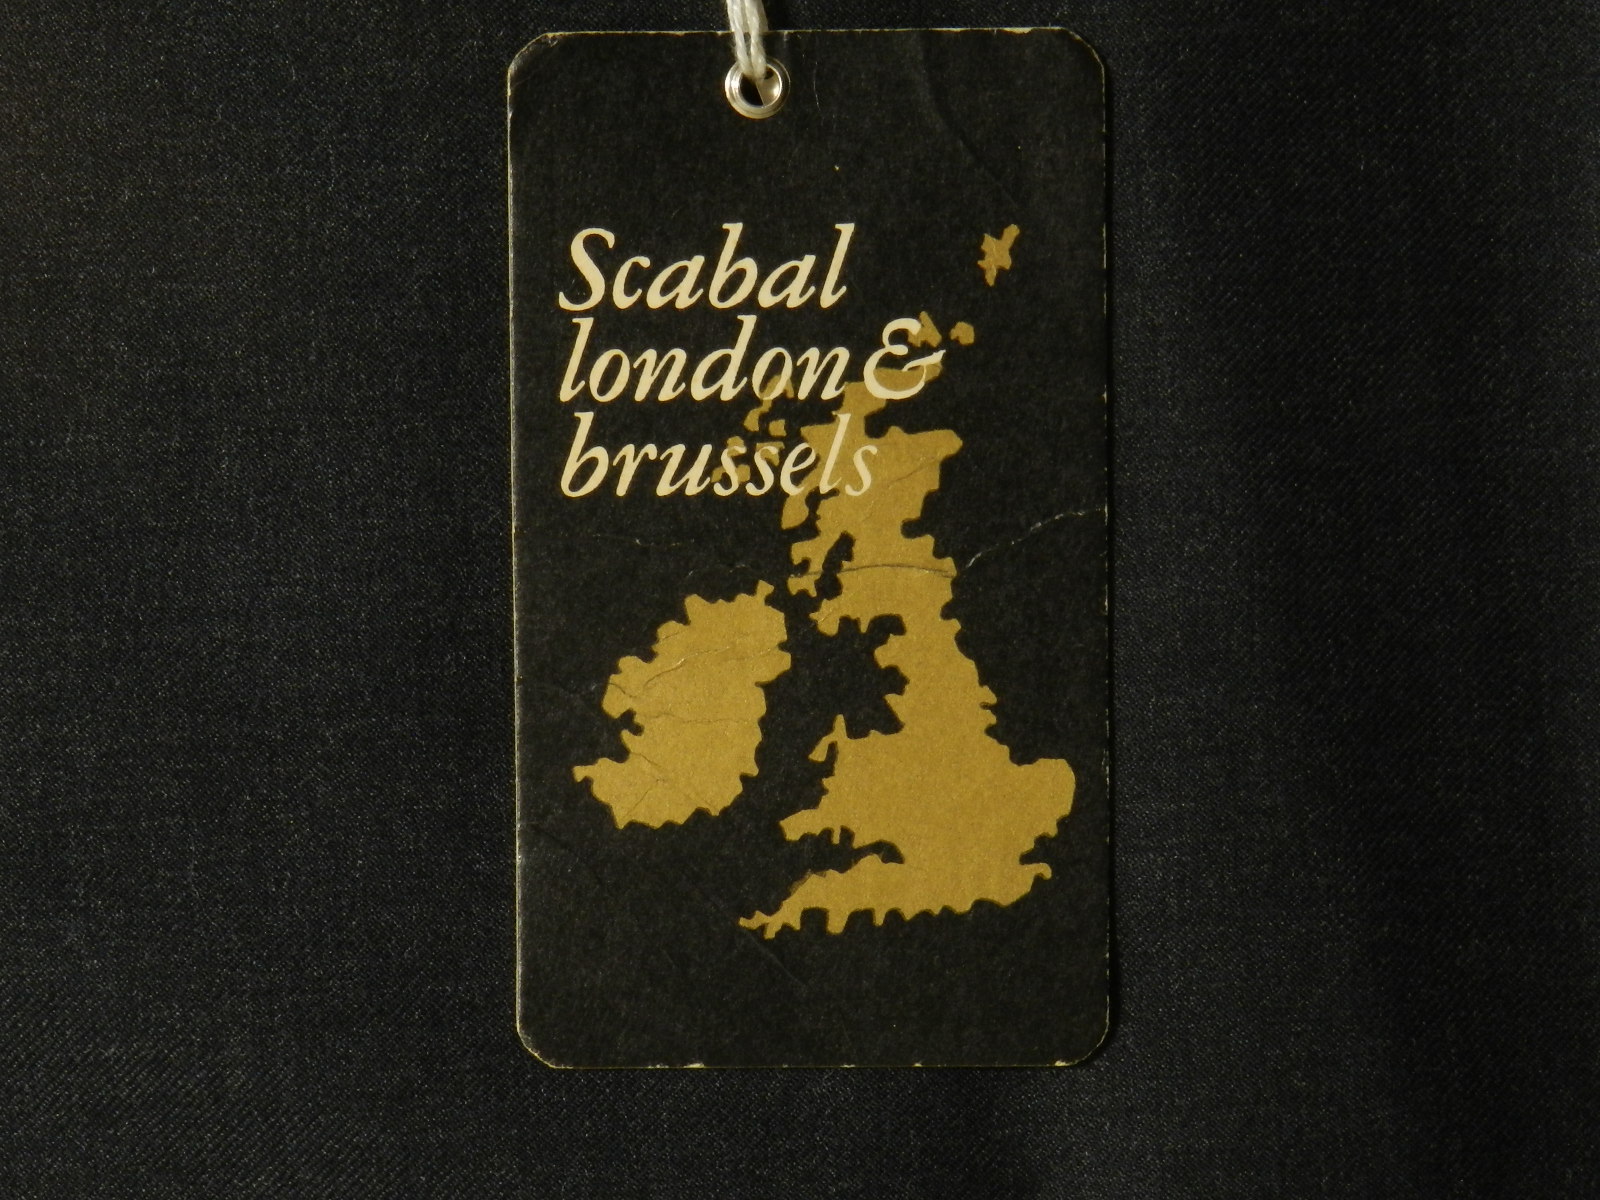 Scabal
london &
brussels